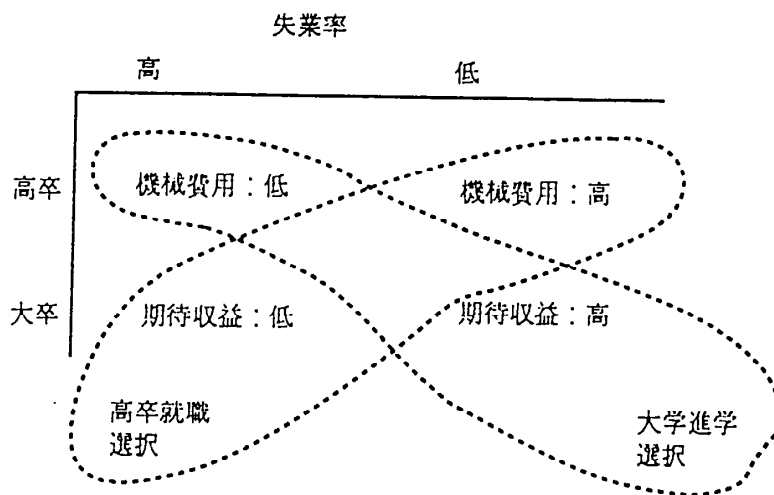 失業率
高 低
高卒 機械費用：低 機械費用：高
大卒 期待収益：低 期待収益：高
高卒就職
選択
大学進学
選択